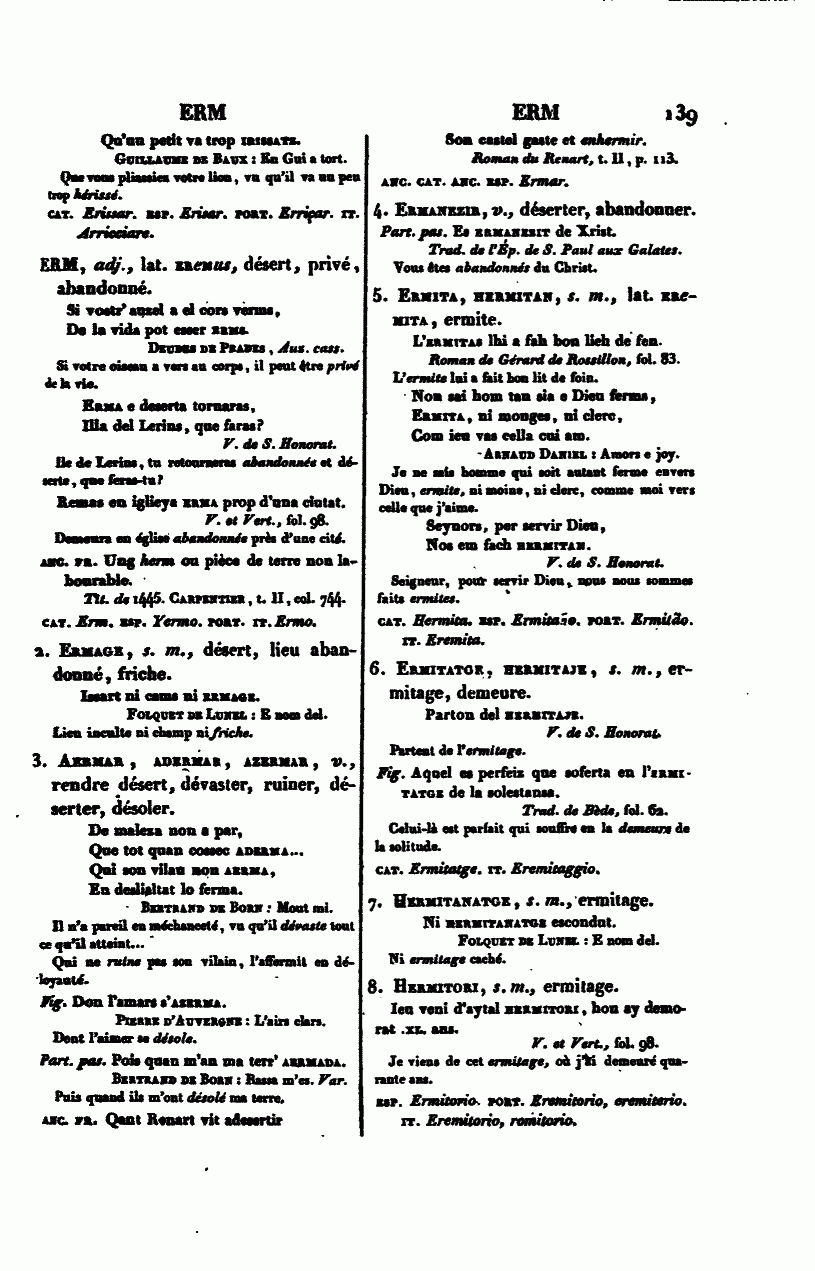 ERM
Qu'un petit va trop IRISSATZ.
GUILLAUME DE BAUX : En Gui a tort.
Que vous pliassiez votre lion, vu qu'il va un peu
trop hérissé.
CAT. Erissar. ESP. Erisar. PORT. Erriçar. IT.
Arricciare.
ERM, adj., lat. EREMUS, désert, privé,
abandonné.
Si vostr' auzel a el cors verms,
De la vida pot esser ERMS.
DEUDES DE PRADES, Aus. cass.
Si votre oiseau a vers au corps, il peut être privé
de la vie.
ERMA e deserta tornaras,
Illa del Lerins, que faras?
V. de S. Honorat.
Ile de Lerins, tu retourneras abandonnée et dé-
serte, que feras-tu?
Remas en iglieya ERMA prop d'una ciutat.
V. et Vert., fol. 98.
Demeura en église abandonnée près d'une cité.
ANC. FR. Ung herm ou pièce de terre non la-
bourable.
Tit. de 1445. CARPENTIER, t. II, col. 744.
CAT. Erm. ESP. Yermo. PORT. IT. Ermo.
2. ERMAGE, s. m., désert, lieu aban-
donné, friche.
Issart ni cams ni ERMAGE.
FOLQUET DE LUNEL : E nom del.
Lieu inculte ni champ ni friche.
3. AERMAR, ADERMAR, AZERMAR, v.,
rendre désert, dévaster, ruiner, dé-
serter, désoler.
De maleza non a par,
Que tot quan cossec ADERMA...
Qui son vilan non AERMA,
En deslialtat lo ferma.
BERTRAND DE BORN : Mout mi.
Il n'a pareil en méchanceté, vu qu'il dévaste tout
ce qu'il atteint...
Qui ne ruine pas son vilain, l'affermit en dé-
loyauté.
Fig. Don l'amars s'AZERMA.
PIERRE D'AUVERGNE : L'airs clars.
Dont l'aimer se désole.
Part. pas. Pois quan m'an ma terr' AERMADA.
BERTRAND DE BORN : Rassa m'es. Var.
Puis quand ils m'ont désolé ma terre.
ANC. FR. Qant Renart vit adesertir
ERM 139
Son castel gaste et enhermir.
Roman du Renart, t. II, p. 113.
ANC. CAT. ANC. ESP. Ermar.
4. ERMANEZIR, v., déserter, abandonner.
Part. pas. Es ERMANESIT de Xrist.
Trad. de l'Ép. de S. Paul aux Galates.
Vous êtes abandonnés du Christ.
5. ERMITA, HERMITAN, s. m., lat. ERE-
MITA, ermite.
L'ERMITAS lhi a fah bon lieh de fen.
Roman de Gérard de Rossillon, fol. 83.
L'ermite lui a fait bon lit de foin.
Non sai hom tan sia e Dieu ferms,
ERMITA, ni monges, ni clerc,
Com ieu vas cella cui am.
ARNAUD DANIEL : Amors e joy.
Je ne sais homme qui soit autant ferme envers
Dieu, ermite, ni moine, ni clerc, comme moi vers
celle que j'aime.
Seynors, per servir Dieu,
Nos em fach HERMITAN.
V. de S. Honorat.
Seigneur, pour servir Dieu, nous nous sommes
faits ermites.
CAT. Hermita. ESP. Ermitaño. PORT. Ermitão.
IT. Eremita.
6. ERMITATGE, HERMITAJE, s. m., er-
mitage, demeure.
Parton del HERMITAJE.
V. de S. Honorat.
Partent de l'ermitage.
Fig. Aquel es perfeiz que soferta en l'ERMI-
TATGE de la solestansa.
Trad. de Bède, fol. 62.
Celui-là est parfait qui souffre en la demeure de
la solitude.
CAT. Ermitatge. IT. Eremitaggio.
7. HERMITANATGE, s. m., ermitage.
Ni HERMITANATGE escondut.
FOLQUET DE LUNEL : E nom del.
Ni ermitage caché.
8. HERMITORI, s. m., ermitage.
Ieu veni d'aytal HERMITORI, hon ay demo-
rat .XL. ans.
V. et Vert., fol. 98.
Je viens de cet ermitage, où j'ai demeuré qua-
rante ans.
ESP. Ermitorio. PORT. Ermitorio, eremiterio.
IT. Eremitorio, romitorio.